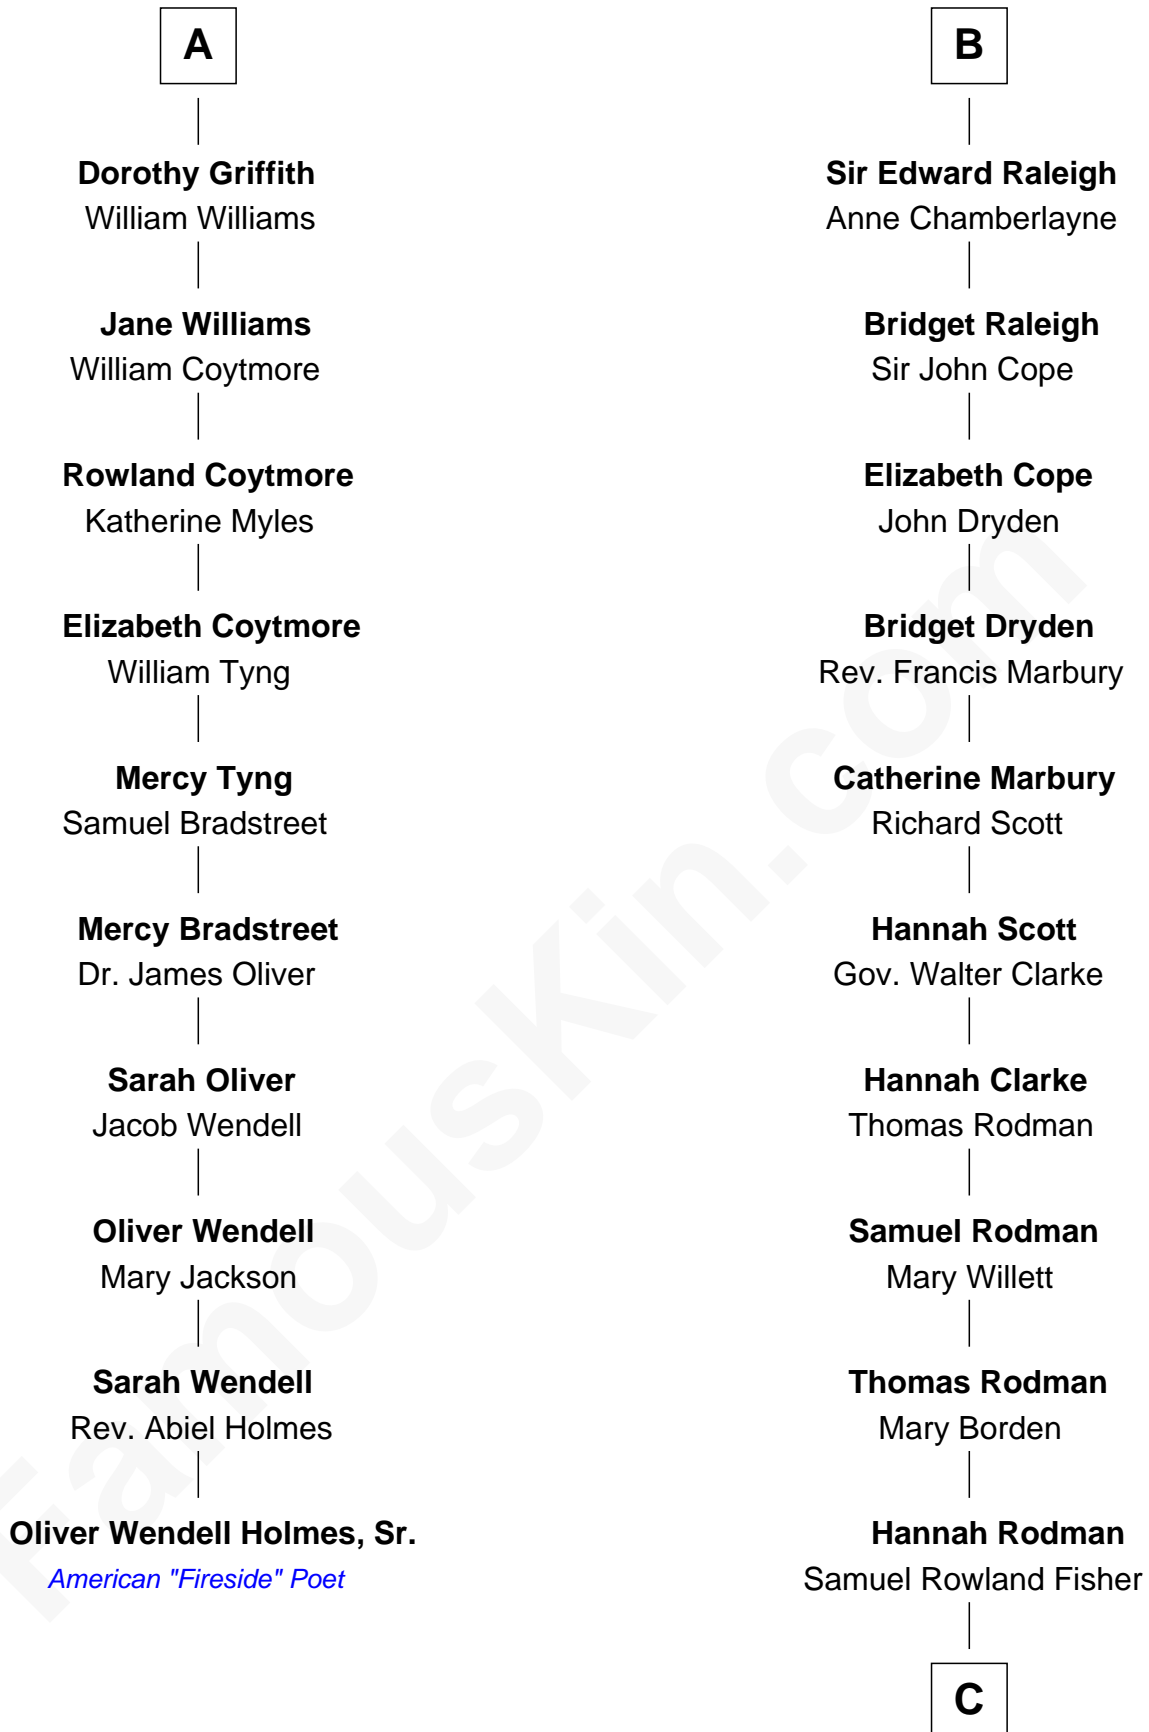 A
Dorothy Griffith
William Williams
Jane Williams
William Coytmore
Rowland Coytmore
Katherine Myles
Elizabeth Coytmore
William Tyng
Mercy Tyng
Samuel Bradstreet
Mercy Bradstreet
Dr. James Oliver
Sarah Oliver
Jacob Wendell
Oliver Wendell
Mary Jackson
Sarah Wendell
Rev. Abiel Holmes
Oliver Wendell Holmes, Sr.
American "Fireside" Poet
B
Sir Edward Raleigh
Anne Chamberlayne
Bridget Raleigh
Sir John Cope
Elizabeth Cope
John Dryden
Bridget Dryden
Rev. Francis Marbury
Catherine Marbury
Richard Scott
Hannah Scott
Gov. Walter Clarke
Hannah Clarke
Thomas Rodman
Samuel Rodman
Mary Willett
Thomas Rodman
Mary Borden
Hannah Rodman
Samuel Rowland Fisher
C
FamousKin.com